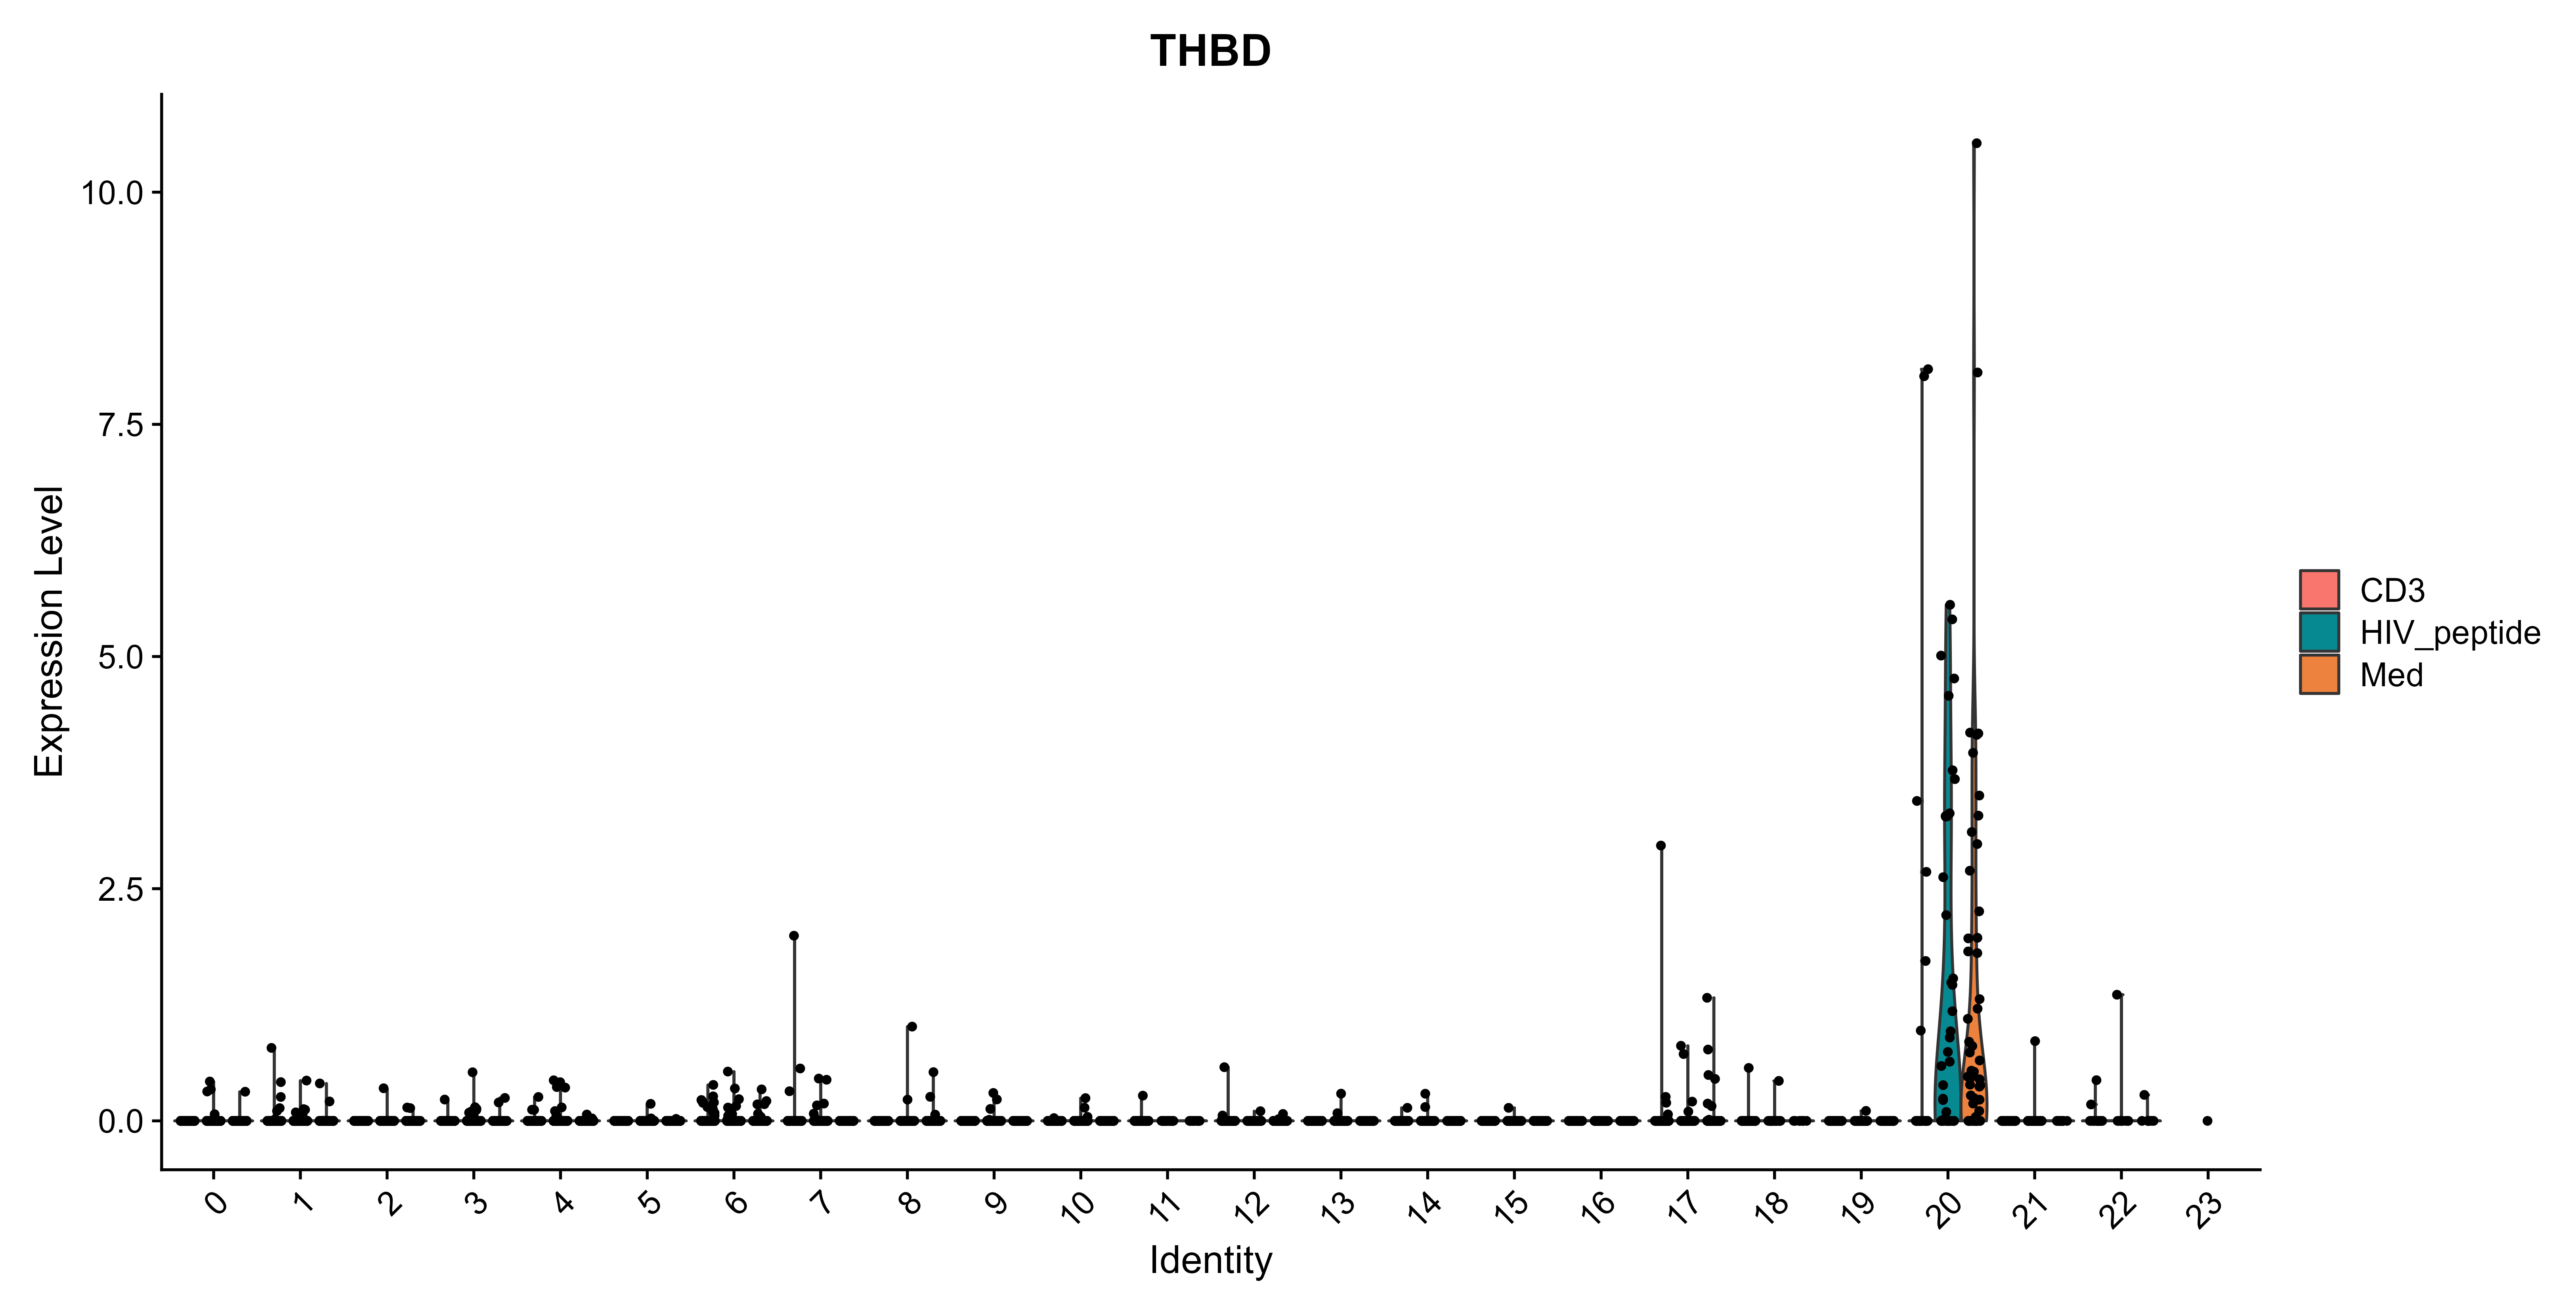 THBD
Expression Level
10.0
7.5
5.0
2.5
0.0
0 1 2 3 4 5 6 7 8 9 10 11 12 13 14 15 16 17 18 19 20 21 22 23
Identity
CD3
HIV_peptide
Med